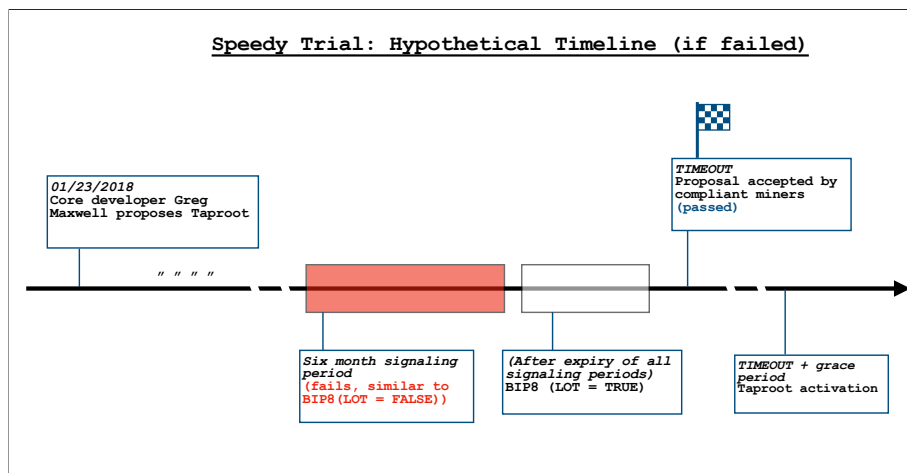 Speedy Trial: Hypothetical Timeline (if failed)
01/23/2018
Core developer Greg
Maxwell proposes Taproot
TIMEOUT
Proposal accepted by
compliant miners
(passed)
" " " "
Six month signaling
period
(fails, similar to
BIP8(LOT = FALSE))
(After expiry of all
signaling periods)
BIP8 (LOT = TRUE)
TIMEOUT + grace
period
Taproot activation